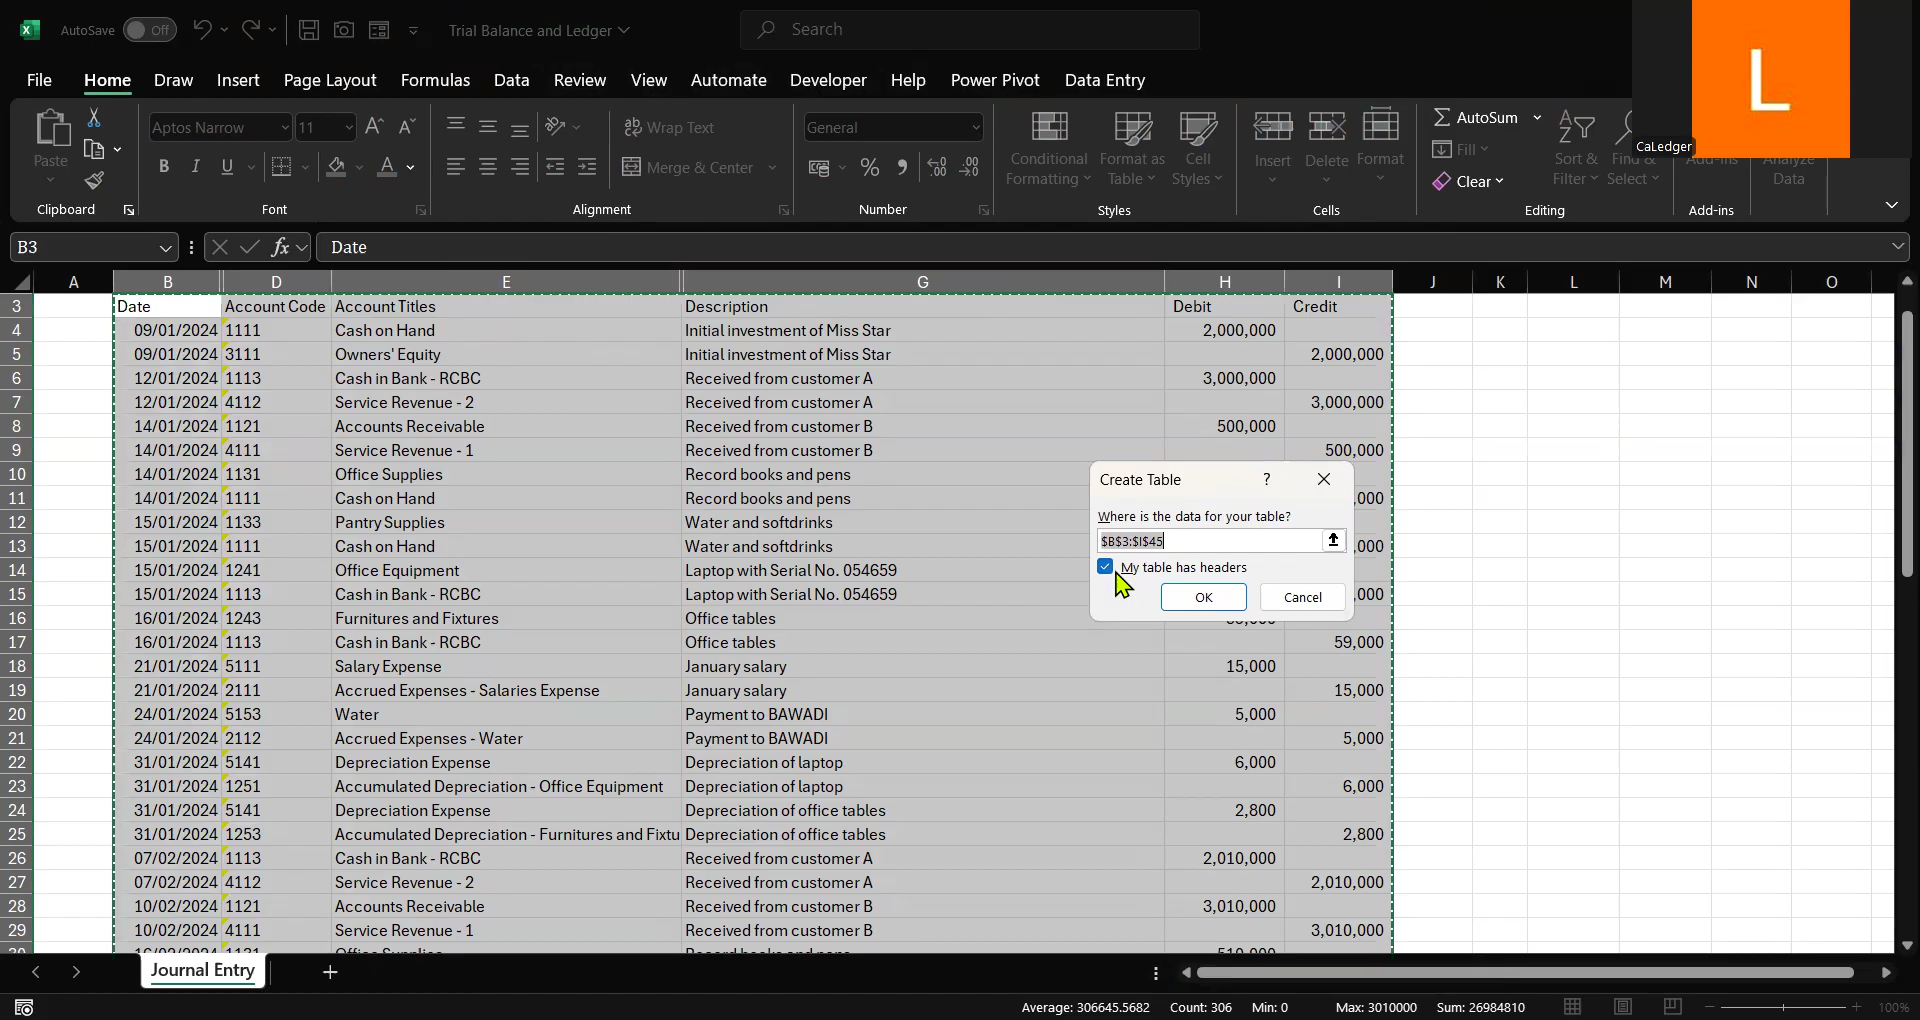 AutoSave Off Trial Balance and Ledger Search
L
CaLedger
File Home Draw Insert Page Layout Formulas Data Review View Automate Developer Help Power Pivot Data Entry
Paste Aptos Narrow 11 Wrap Text General Conditional Formatting Format as Table Cell Styles Insert Delete Format AutoSum Sort & Filter Find & Select Add-ins Analyze Data
B I U A Merge & Center Fill Clear
Clipboard Font Alignment Number Styles Cells Editing Add-ins
B3 fx Date
A B D E G H I J K L M N O
3 Date Account Code Account Titles Description Debit Credit
4 09/01/2024 1111 Cash on Hand Initial investment of Miss Star 2,000,000
5 09/01/2024 3111 Owners' Equity Initial investment of Miss Star 2,000,000
6 12/01/2024 1113 Cash in Bank - RCBC Received from customer A 3,000,000
7 12/01/2024 4112 Service Revenue - 2 Received from customer A 3,000,000
8 14/01/2024 1121 Accounts Receivable Received from customer B 500,000
9 14/01/2024 4111 Service Revenue - 1 Received from customer B 500,000
10 14/01/2024 1131 Office Supplies Record books and pens
11 14/01/2024 1111 Cash on Hand Record books and pens ,000
12 15/01/2024 1133 Pantry Supplies Water and softdrinks
13 15/01/2024 1111 Cash on Hand Water and softdrinks ,000
14 15/01/2024 1241 Office Equipment Laptop with Serial No. 054659
15 15/01/2024 1113 Cash in Bank - RCBC Laptop with Serial No. 054659 ,000
16 16/01/2024 1243 Furnitures and Fixtures Office tables
17 16/01/2024 1113 Cash in Bank - RCBC Office tables 59,000
18 21/01/2024 5111 Salary Expense January salary 15,000
19 21/01/2024 2111 Accrued Expenses - Salaries Expense January salary 15,000
20 24/01/2024 5153 Water Payment to BAWADI 5,000
21 24/01/2024 2112 Accrued Expenses - Water Payment to BAWADI 5,000
22 31/01/2024 5141 Depreciation Expense Depreciation of laptop 6,000
23 31/01/2024 1251 Accumulated Depreciation - Office Equipment Depreciation of laptop 6,000
24 31/01/2024 5141 Depreciation Expense Depreciation of office tables 2,800
25 31/01/2024 1253 Accumulated Depreciation - Furnitures and Fixtu Depreciation of office tables 2,800
26 07/02/2024 1113 Cash in Bank - RCBC Received from customer A 2,010,000
27 07/02/2024 4112 Service Revenue - 2 Received from customer A 2,010,000
28 10/02/2024 1121 Accounts Receivable Received from customer B 3,010,000
29 10/02/2024 4111 Service Revenue - 1 Received from customer B 3,010,000
Create Table ?
Where is the data for your table?
$B$3:$I$45
My table has headers
OK Cancel
Journal Entry
Average: 306645.5682 Count: 306 Min: 0 Max: 3010000 Sum: 26984810 100%